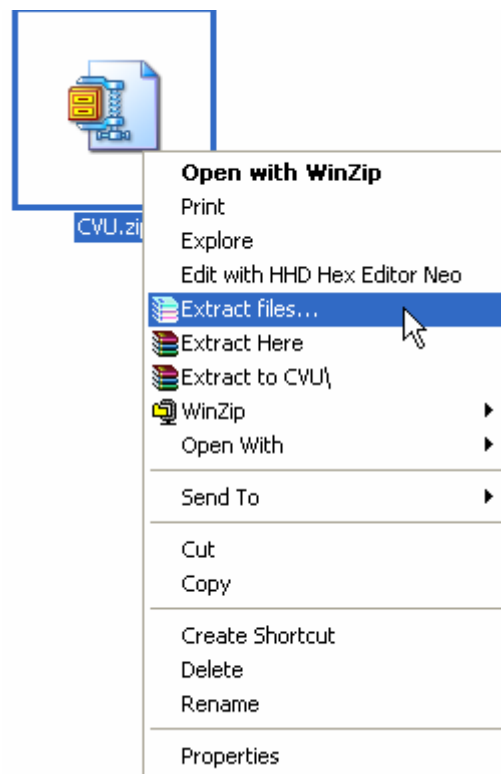 CVU.zip
Open with WinZip
Print
Explore
Edit with HHD Hex Editor Neo
Extract files...
Extract Here
Extract to CVU\
WinZip
Open With
Send To
Cut
Copy
Create Shortcut
Delete
Rename
Properties